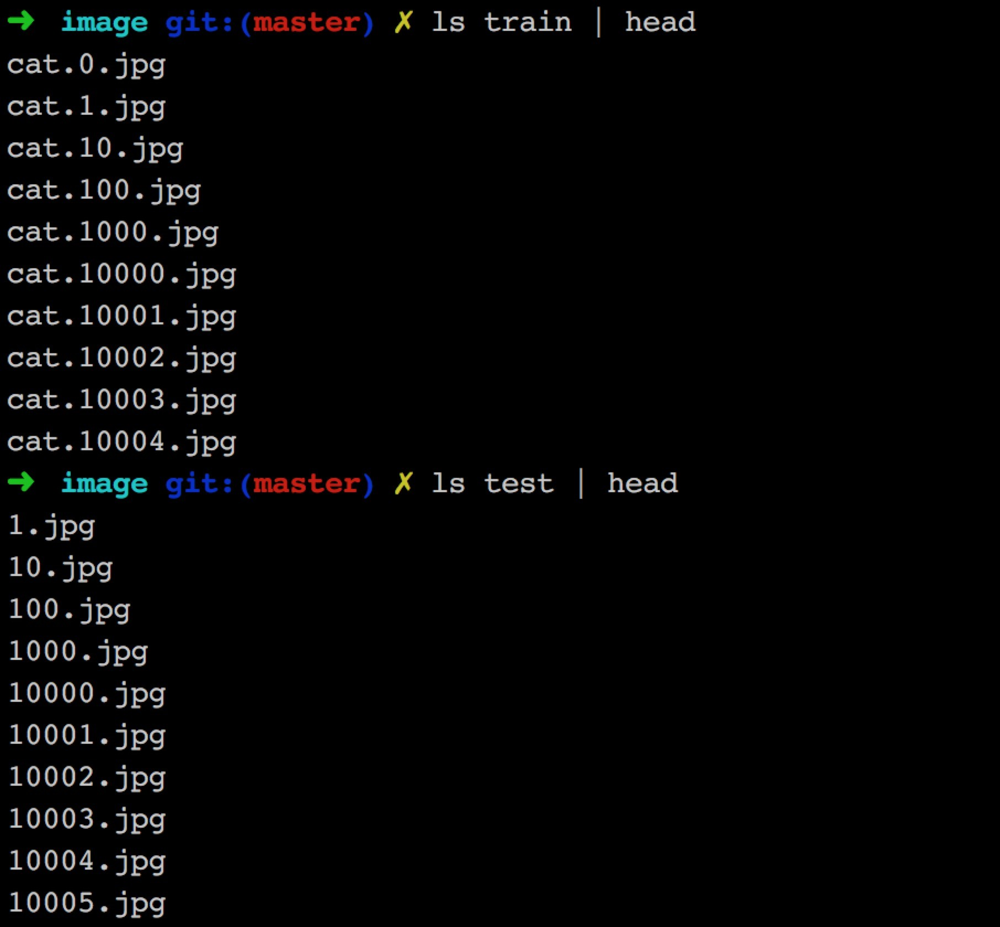 ➜ image git:(master) ✗ ls train | head
cat.0.jpg
cat.1.jpg
cat.10.jpg
cat.100.jpg
cat.1000.jpg
cat.10000.jpg
cat.10001.jpg
cat.10002.jpg
cat.10003.jpg
cat.10004.jpg
➜ image git:(master) ✗ ls test | head
1.jpg
10.jpg
100.jpg
1000.jpg
10000.jpg
10001.jpg
10002.jpg
10003.jpg
10004.jpg
10005.jpg